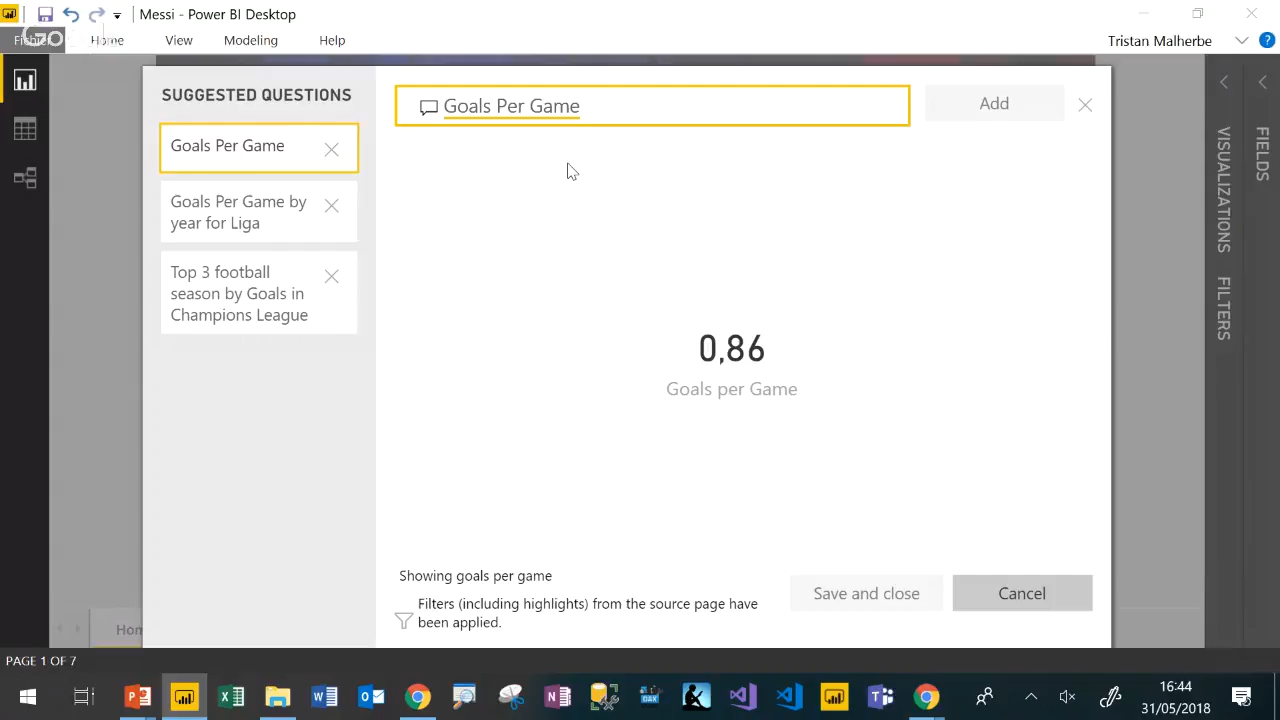 Messi - Power BI Desktop
Go
Home
View
Modeling
Help
Tristan Malherbe
?
SUGGESTED QUESTIONS
Goals Per Game
Goals Per Game by
year for Liga
Top 3 football
season by Goals in
Champions League
Goals Per Game
Add
0,86
Goals per Game
Showing goals per game
Filters (including highlights) from the source page have
been applied.
Save and close
Cancel
VISUALIZATIONS
FILTERS
FIELDS
Hom
PAGE 1 OF 7
16:44
31/05/2018